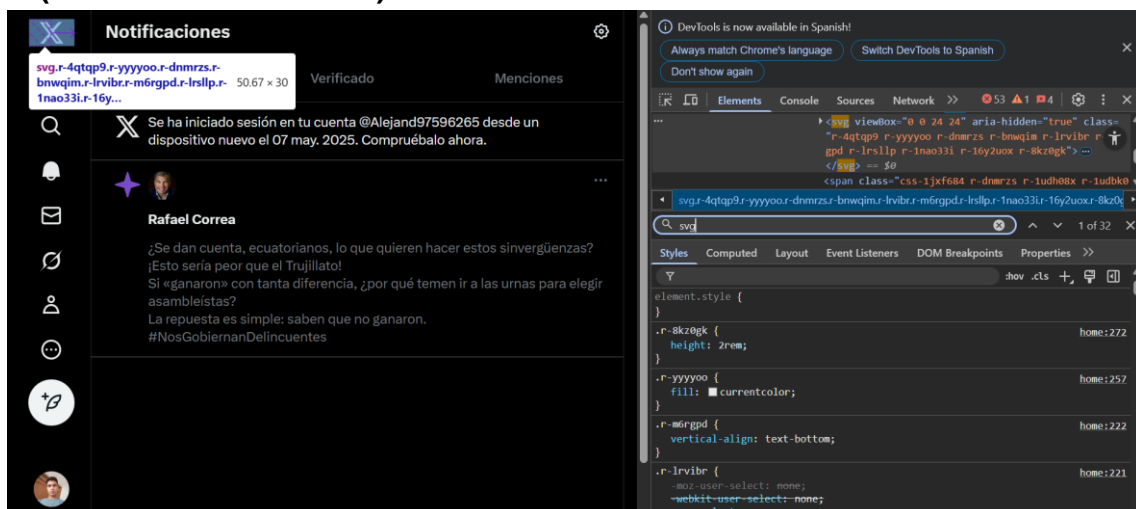 Notificaciones
svg.r-4qtqp9.r-yyyyoo.r-dnmrzs.r-
bnwqim.r-lrvibr.r-m6rgpd.r-lrsllp.r-
1nao33i.r-16y... 50.67 × 30
Verificado
Menciones
Se ha iniciado sesión en tu cuenta @Alejand97596265 desde un
dispositivo nuevo el 07 may. 2025. Compruébalo ahora.
Rafael Correa
¿Se dan cuenta, ecuatorianos, lo que quieren hacer estos sinvergüenzas?
¡Esto sería peor que el Trujillato!
Si «ganaron» con tanta diferencia, ¿por qué temen ir a las urnas para elegir
asambleístas?
La repuesta es simple: saben que no ganaron.
#NosGobiernanDelincuentes
DevTools is now available in Spanish!
Always match Chrome's language
Switch DevTools to Spanish
Don't show again
Elements Console Sources Network 53 1 4
<svg viewBox="0 0 24 24" aria-hidden="true" class=
"r-4qtqp9 r-yyyyoo r-dnmrzs r-bnwqim r-lrvibr r-
gpd r-lrsllp r-1nao33i r-16y2uox r-8kz0gk">
</svg> == $0
<span class="css-1jxf684 r-dnmrzs r-1udh08x r-1udbk0
svg.r-4qtqp9.r-yyyyoo.r-dnmrzs.r-bnwqim.r-lrvibr.r-m6rgpd.r-lrsllp.r-1nao33i.r-16y2uox.r-8kz0g
svg
1 of 32
Styles Computed Layout Event Listeners DOM Breakpoints Properties
:hov .cls
element.style {
}
.r-8kz0gk { home:272
height: 2rem;
}
.r-yyyyoo { home:257
fill: currentcolor;
}
.r-m6rgpd { home:222
vertical-align: text-bottom;
}
.r-lrvibr { home:221
-moz-user-select: none;
-webkit-user-select: none;